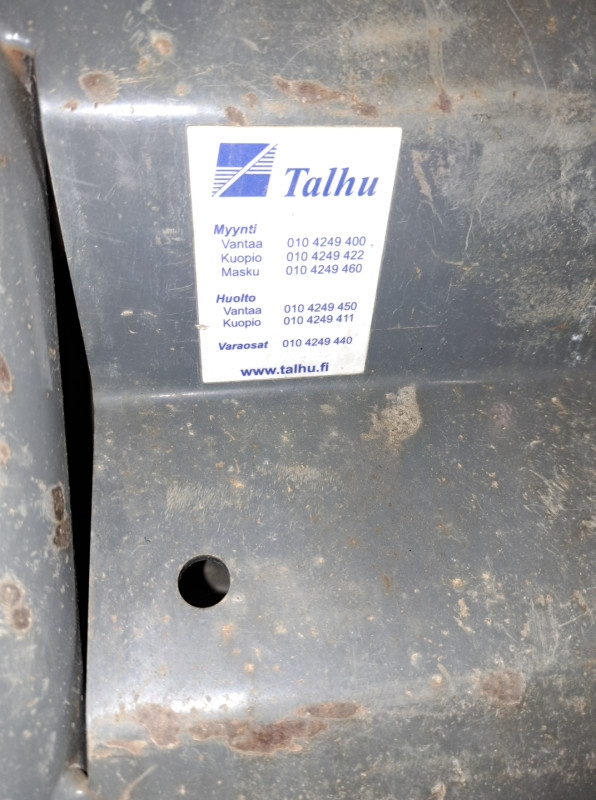 Talhu
Myynti
Vantaa 010 4249 400
Kuopio 010 4249 422
Masku 010 4249 460
Huolto
Vantaa 010 4249 450
Kuopio 010 4249 411
Varaosat 010 4249 440
www.talhu.fi